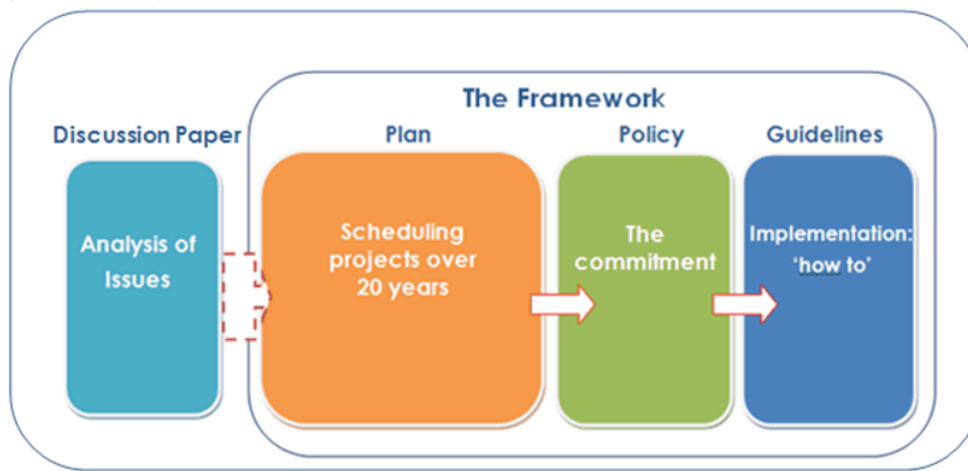 The Framework
Discussion Paper
Plan
Policy
Guidelines
Analysis of
Issues
Scheduling
projects over
20 years
The
commitment
Implementation:
‘how to’